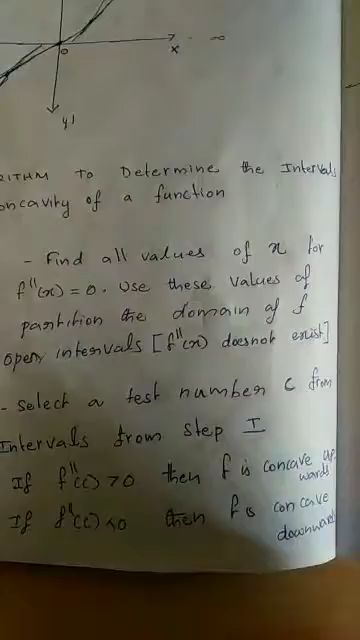 o
x
-∞
y1
RITHM To Determine the Intervals
oncavity of a function
- Find all values of x for
f"(x) = 0. Use these values of
partition the domain of f
open intervals [f"(x) doesnot exist]
- Select a test number c from
Intervals from step I
If f"(c) > 0 then f is concave up
wards
If f"(c) < 0 then f is concave
downward